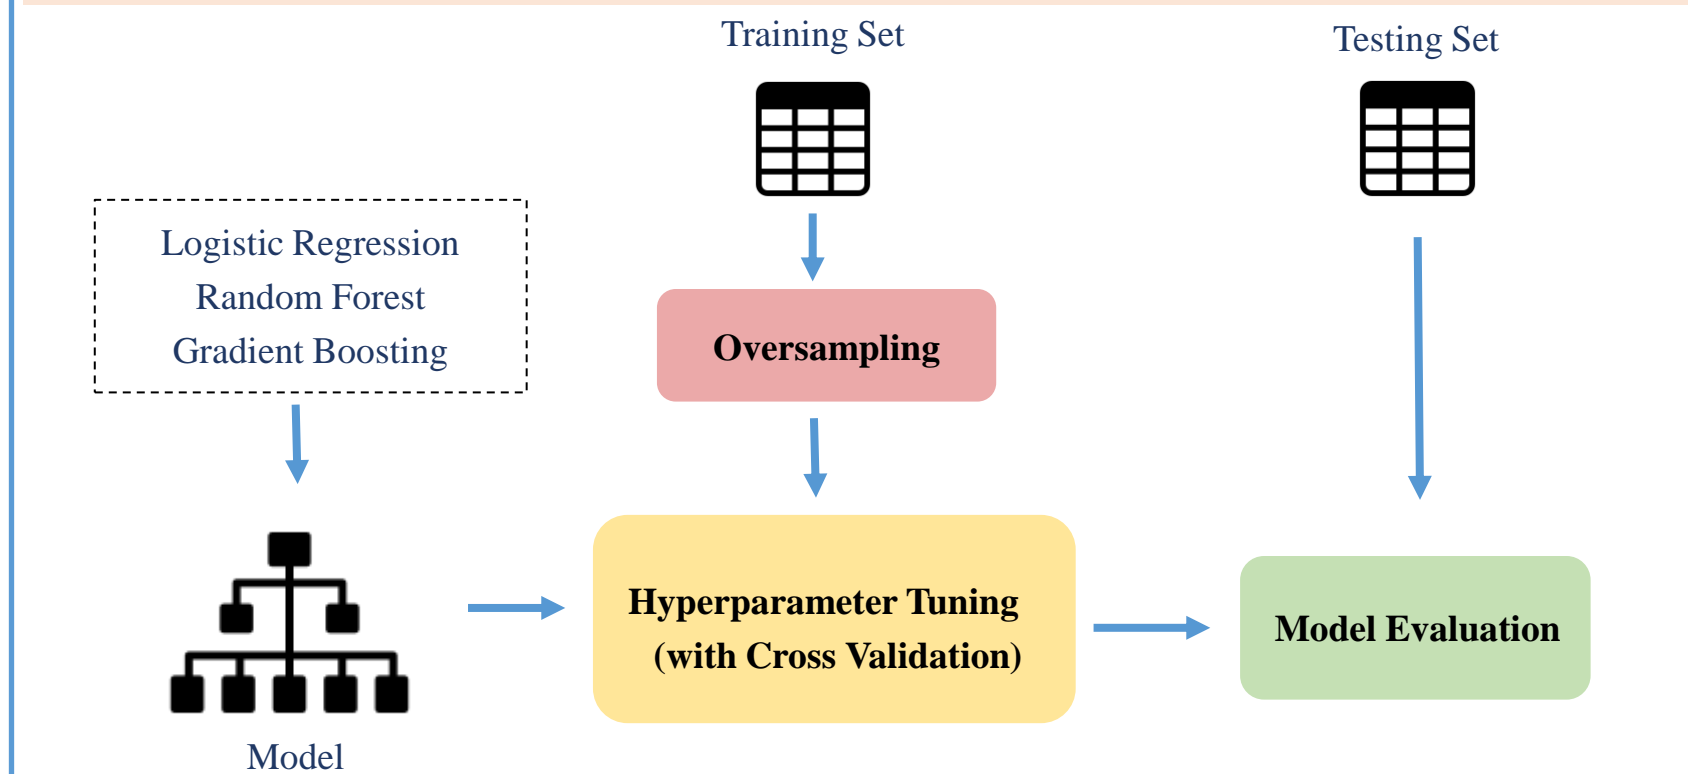 Training Set
Testing Set
Logistic Regression
Random Forest
Gradient Boosting
Oversampling
Hyperparameter Tuning
(with Cross Validation)
Model Evaluation
Model